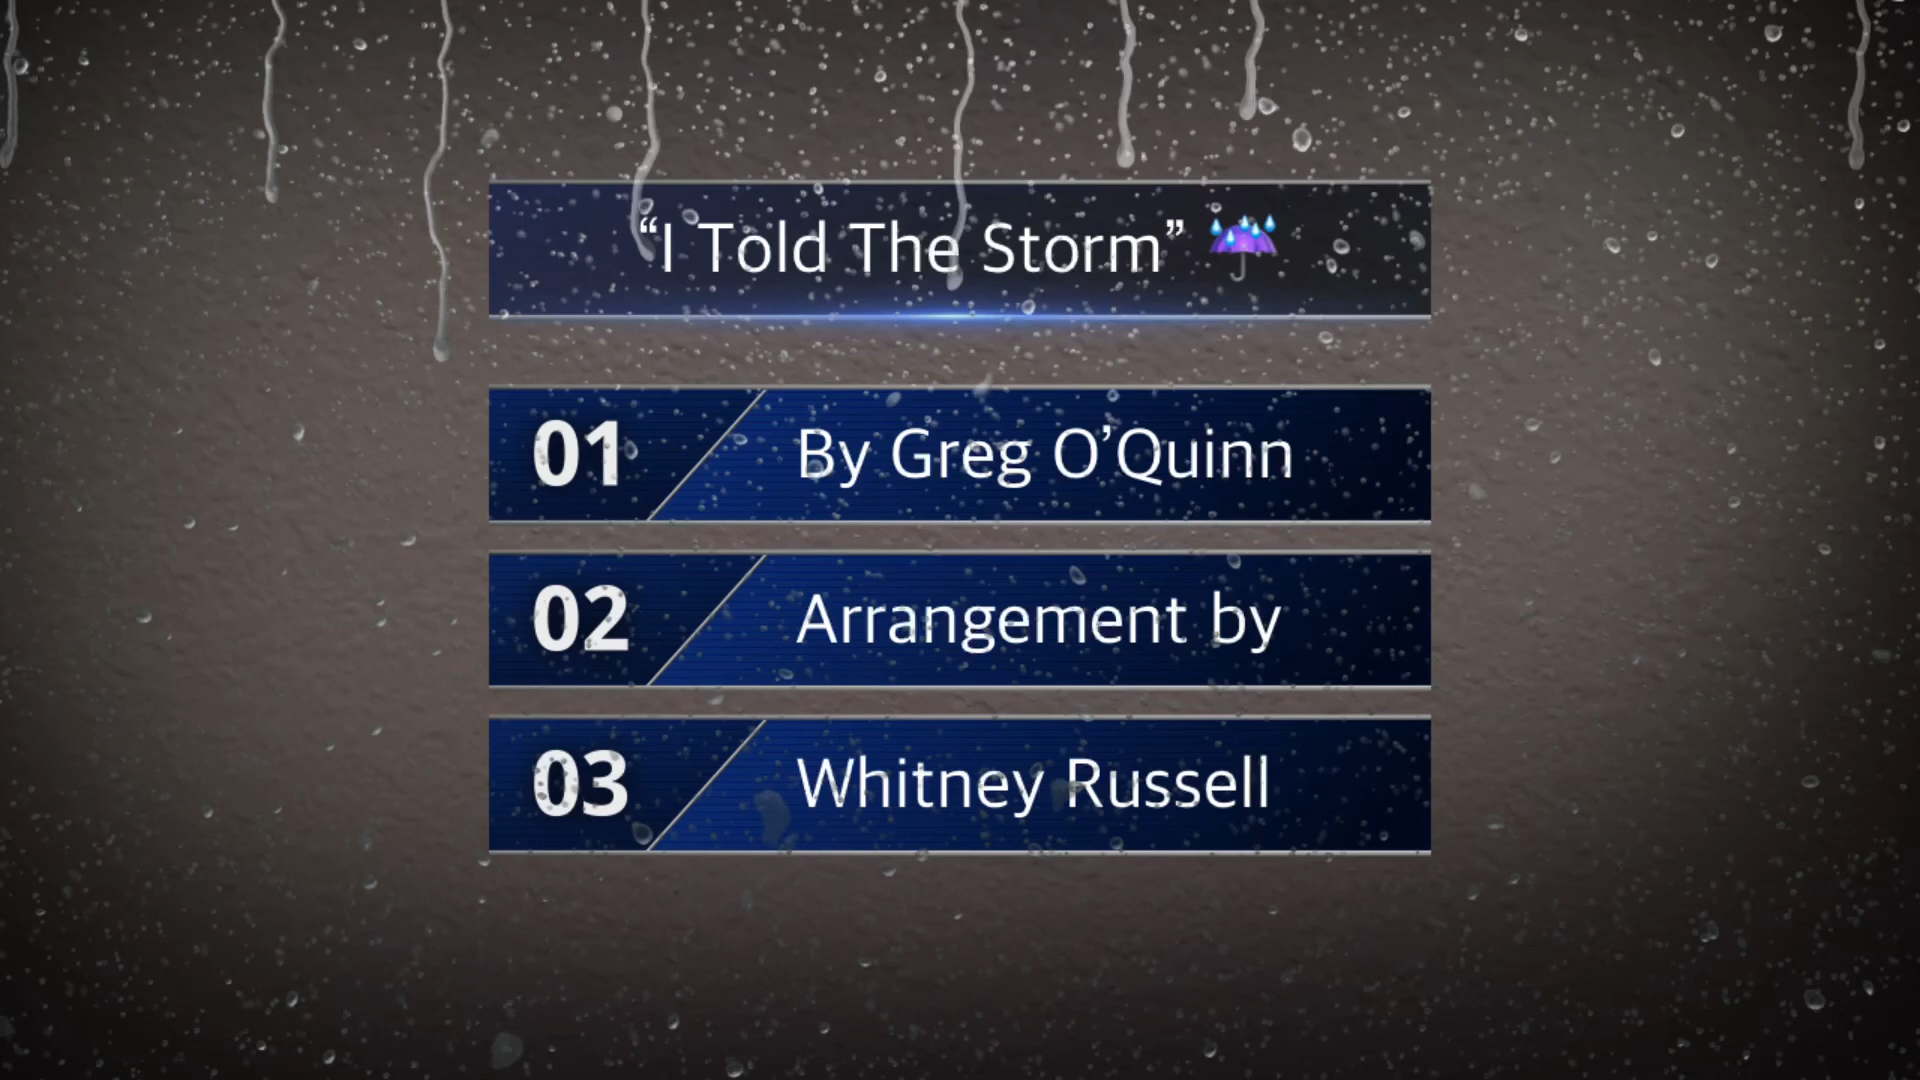 “I Told The Storm” ☔
01 By Greg O’Quinn
02 Arrangement by
03 Whitney Russell